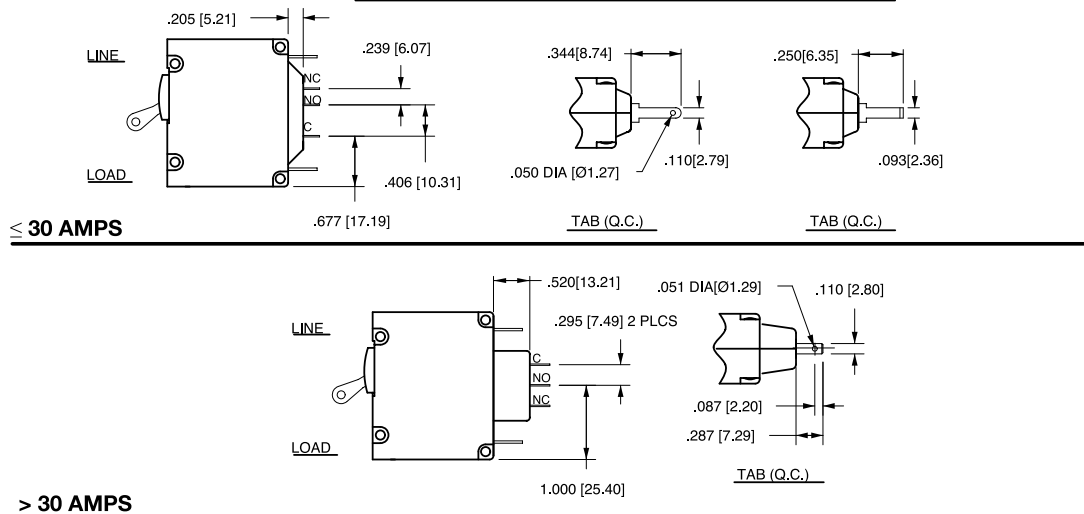 .205 [5.21]
.239 [6.07]
LINE
NC
NO
C
LOAD
.406 [10.31]
.677 [17.19]
.344[8.74]
.050 DIA [Ø1.27]
.110[2.79]
TAB (Q.C.)
.250[6.35]
.093[2.36]
TAB (Q.C.)
≤ 30 AMPS
.520[13.21]
.295 [7.49] 2 PLCS
LINE
C
NO
NC
LOAD
1.000 [25.40]
.051 DIA[Ø1.29]
.110 [2.80]
.087 [2.20]
.287 [7.29]
TAB (Q.C.)
> 30 AMPS